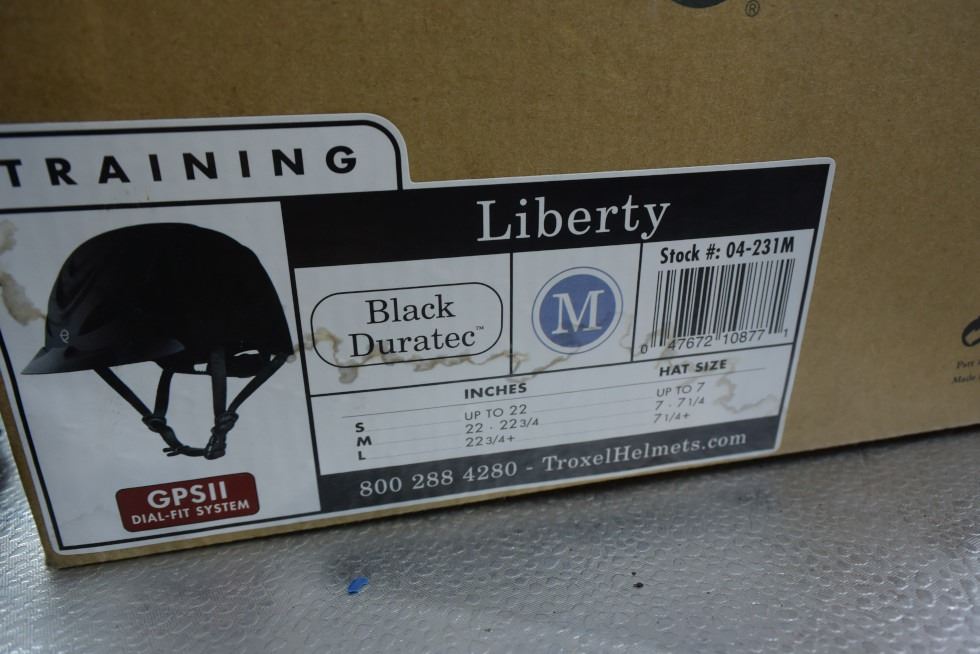 ®
TRAINING
Liberty
Stock #: 04-231M
Black
Duratec™
M
0 47672 10877 1
INCHES HAT SIZE
S UP TO 22 UP TO 7
M 22 - 22 3/4 7 - 7 1/4
L 22 3/4+ 7 1/4+
GPSII
DIAL-FIT SYSTEM
800 288 4280 - TroxelHelmets.com
Made